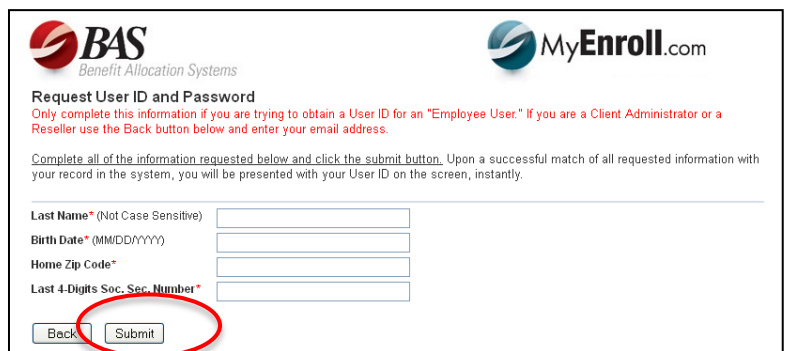 BAS
Benefit Allocation Systems
MyEnroll.com
Request User ID and Password
Only complete this information if you are trying to obtain a User ID for an "Employee User." If you are a Client Administrator or a
Reseller use the Back button below and enter your email address.
Complete all of the information requested below and click the submit button. Upon a successful match of all requested information with
your record in the system, you will be presented with your User ID on the screen, instantly.
Last Name* (Not Case Sensitive)
Birth Date* (MM/DD/YYYY)
Home Zip Code*
Last 4-Digits Soc. Sec. Number*
Back Submit